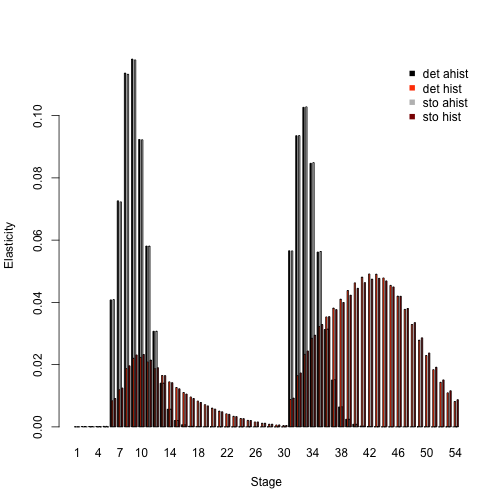 det ahist
det hist
sto ahist
sto hist
Elasticity
0.10
0.08
0.06
0.04
0.02
0.00
1 4 7 10 14 18 22 26 30 34 38 42 46 50 54
Stage